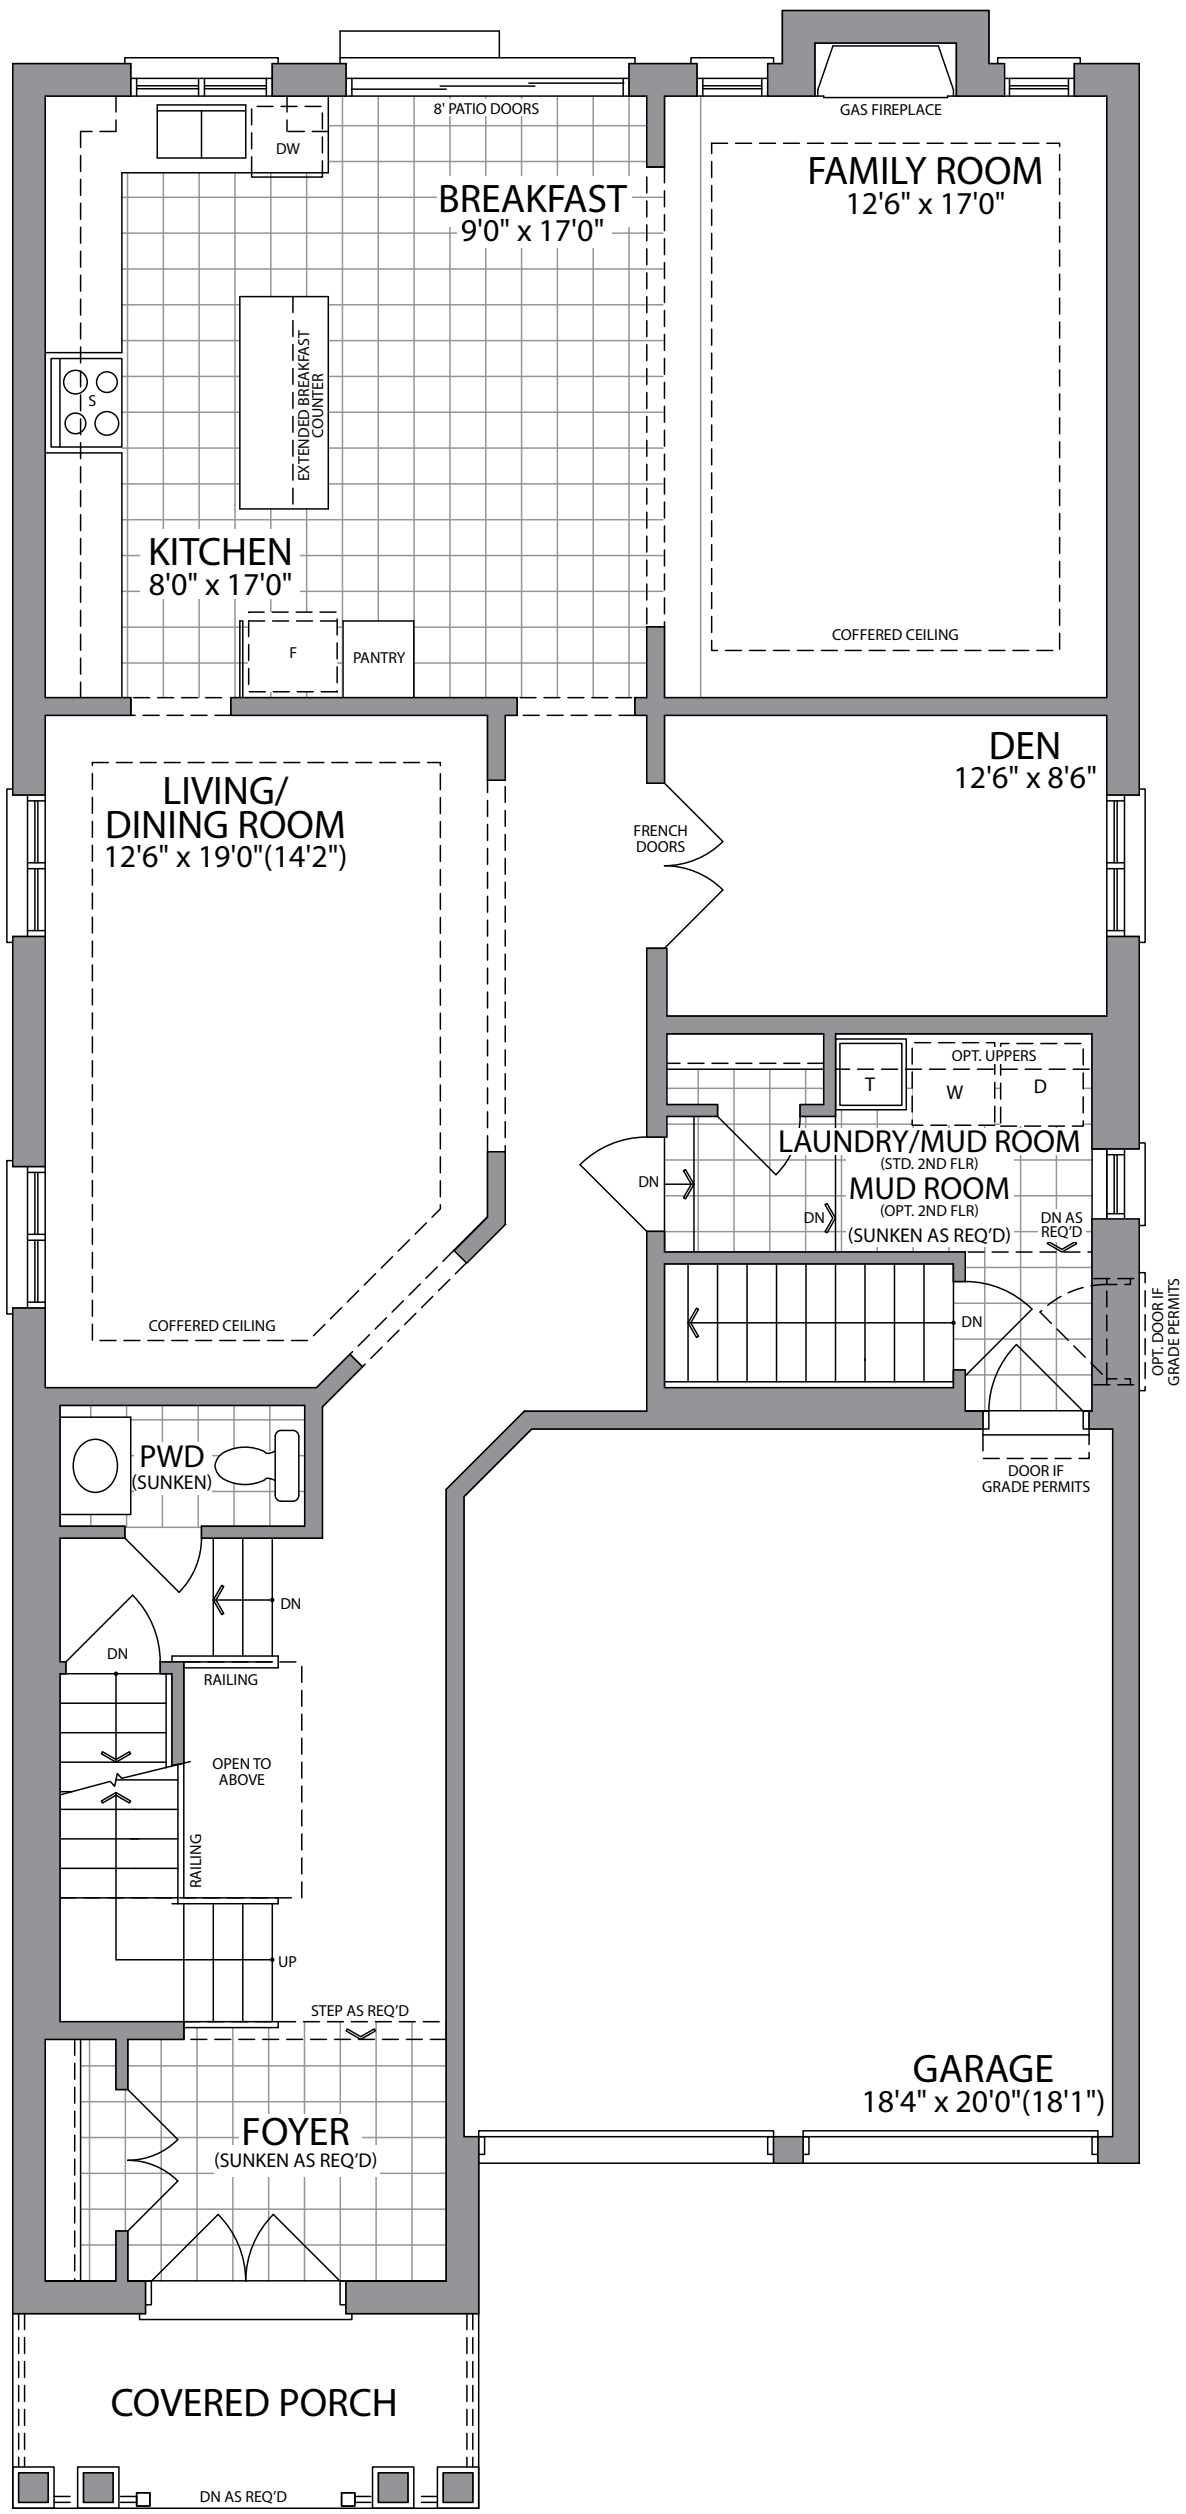 8' PATIO DOORS
GAS FIREPLACE
DW
BREAKFAST
9'0" x 17'0"
FAMILY ROOM
12'6" x 17'0"
EXTENDED BREAKFAST
COUNTER
S
KITCHEN
8'0" x 17'0"
F
PANTRY
COFFERED CEILING
DEN
12'6" x 8'6"
LIVING/
DINING ROOM
12'6" x 19'0"(14'2")
FRENCH
DOORS
OPT. UPPERS
T
W
D
LAUNDRY/MUD ROOM
(STD. 2ND FLR)
MUD ROOM
(OPT. 2ND FLR)
(SUNKEN AS REQ'D)
DN
DN
DN AS
REQ'D
COFFERED CEILING
DN
OPT. DOOR IF
GRADE PERMITS
PWD
(SUNKEN)
DOOR IF
GRADE PERMITS
DN
DN
RAILING
OPEN TO
ABOVE
RAILING
UP
STEP AS REQ'D
GARAGE
18'4" x 20'0"(18'1")
FOYER
(SUNKEN AS REQ'D)
COVERED PORCH
DN AS REQ'D